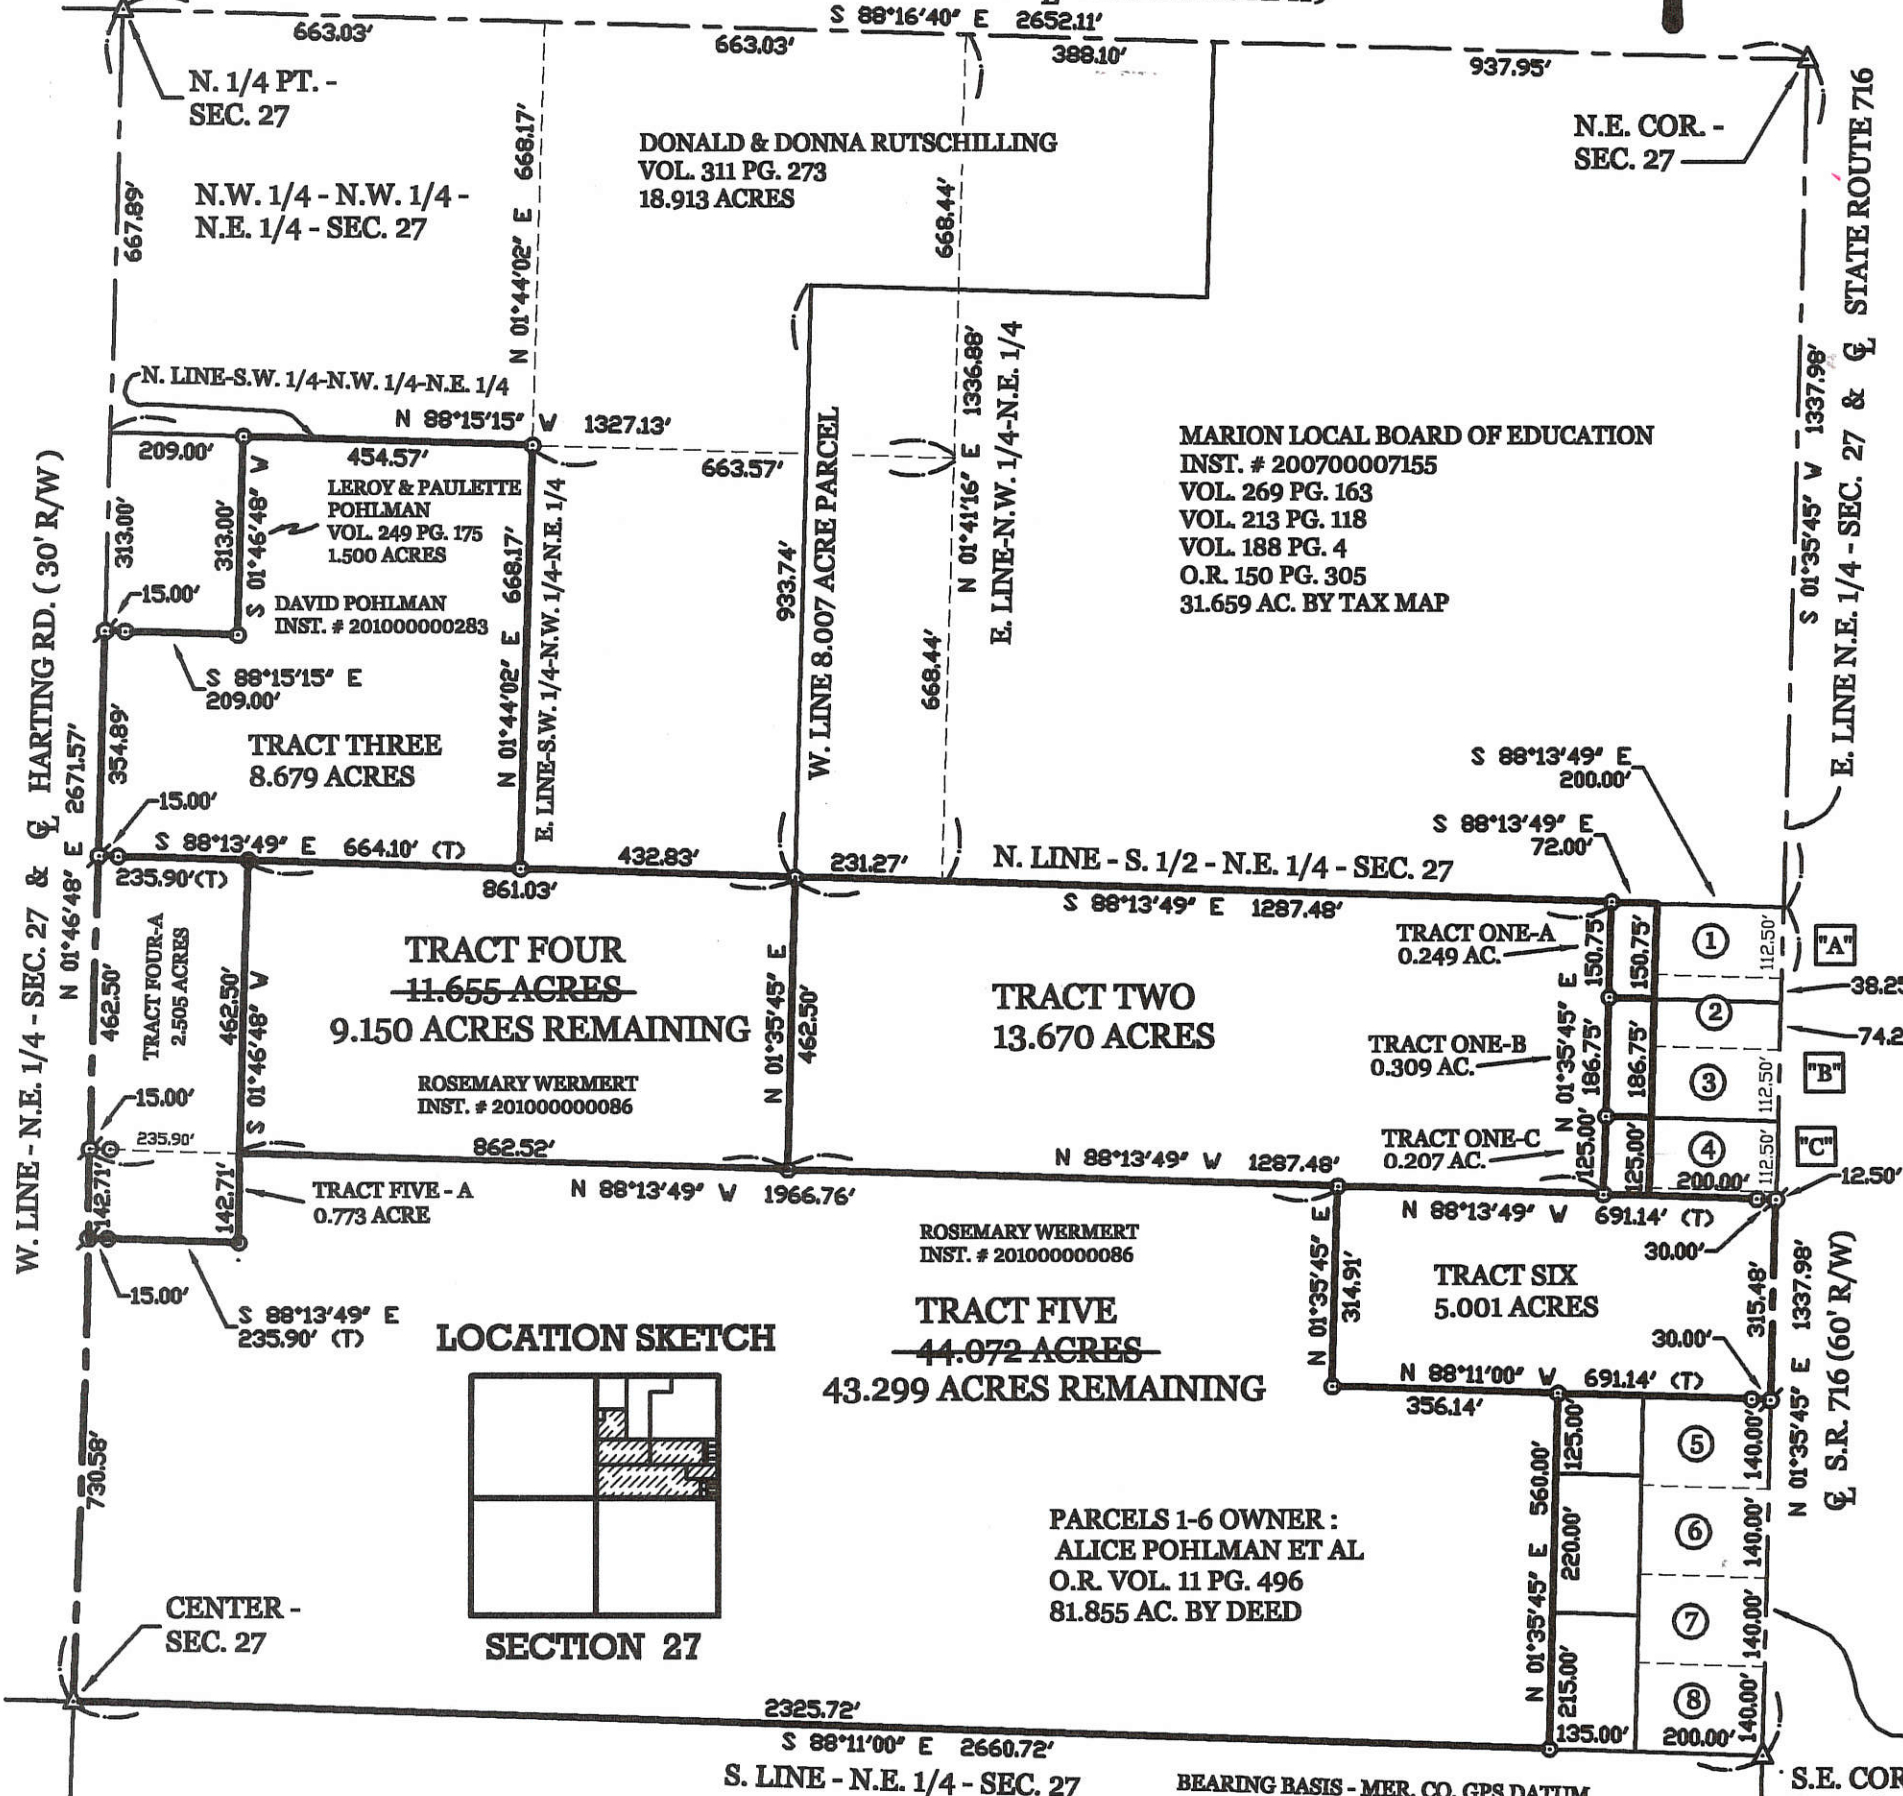 S 88°16'40" E 2652.11'
663.03'
663.03'
388.10'
937.95'
N. 1/4 PT. -
SEC. 27
N.E. COR. -
SEC. 27
STATE ROUTE 716
E. LINE N.E. 1/4 - SEC. 27 & ℄
S 01°35'45" W 1337.98'
667.89'
N.W. 1/4 - N.W. 1/4 -
N.E. 1/4 - SEC. 27
N 01°44'02" E 668.17'
DONALD & DONNA RUTSCHILLING
VOL. 311 PG. 273
18.913 ACRES
668.44'
N 01°41'16" E 1336.88'
E. LINE-N.W. 1/4-N.E. 1/4
668.44'
N. LINE-S.W. 1/4-N.W. 1/4-N.E. 1/4
N 88°15'15" W 1327.13'
209.00'
454.57'
663.57'
313.00'
313.00'
S 01°46'48" W
LEROY & PAULETTE
POHLMAN
VOL. 249 PG. 175
1.500 ACRES
DAVID POHLMAN
INST. # 201000000283
15.00'
S 88°15'15" E
209.00'
MARION LOCAL BOARD OF EDUCATION
INST. # 200700007155
VOL. 269 PG. 163
VOL. 213 PG. 118
VOL. 188 PG. 4
O.R. 150 PG. 305
31.659 AC. BY TAX MAP
933.74'
W. LINE 8.007 ACRE PARCEL
N 01°44'02" E 668.17'
E. LINE-S.W. 1/4-N.W. 1/4-N.E. 1/4
W. LINE - N.E. 1/4 - SEC. 27 & ℄ HARTING RD. (30' R/W)
N 01°46'48" E 2671.57'
354.89'
TRACT THREE
8.679 ACRES
15.00'
S 88°13'49" E 664.10' (T)
235.90'(T)
861.03'
432.83'
231.27'
N. LINE - S. 1/2 - N.E. 1/4 - SEC. 27
S 88°13'49" E 1287.48'
S 88°13'49" E
200.00'
S 88°13'49" E
72.00'
TRACT FOUR-A
2.505 ACRES
462.50'
462.50'
S 01°46'48" W
TRACT FOUR
11.655 ACRES
9.150 ACRES REMAINING
ROSEMARY WERMERT
INST. # 201000000086
N 01°35'45" E
462.50'
TRACT TWO
13.670 ACRES
TRACT ONE-A
0.249 AC.
TRACT ONE-B
0.309 AC.
TRACT ONE-C
0.207 AC.
N 01°35'45" E
150.75'
150.75'
186.75'
186.75'
125.00'
125.00'
1
2
3
4
112.50'
112.50'
112.50'
"A"
"B"
"C"
12.50'
200.00'
15.00'
235.90'
862.52'
142.71'
142.71'
TRACT FIVE - A
0.773 ACRE
N 88°13'49" W 1966.76'
N 88°13'49" W 1287.48'
N 88°13'49" W 691.14' (T)
30.00'
15.00'
S 88°13'49" E
235.90' (T)
ROSEMARY WERMERT
INST. # 201000000086
TRACT FIVE
44.072 ACRES
43.299 ACRES REMAINING
N 01°35'45" E
314.91'
TRACT SIX
5.001 ACRES
315.48'
30.00'
N 88°11'00" W 691.14' (T)
356.14'
N 01°35'45" E 1337.98'
℄ S.R. 716 (60' R/W)
LOCATION SKETCH
SECTION 27
730.58'
N 01°35'45" E 560.00'
125.00'
220.00'
215.00'
5
6
7
8
140.00'
140.00'
140.00'
140.00'
135.00'
200.00'
PARCELS 1-6 OWNER :
ALICE POHLMAN ET AL
O.R. VOL. 11 PG. 496
81.855 AC. BY DEED
CENTER -
SEC. 27
2325.72'
S 88°11'00" E 2660.72'
S. LINE - N.E. 1/4 - SEC. 27
BEARING BASIS - MER. CO. GPS DATUM
S.E. COR